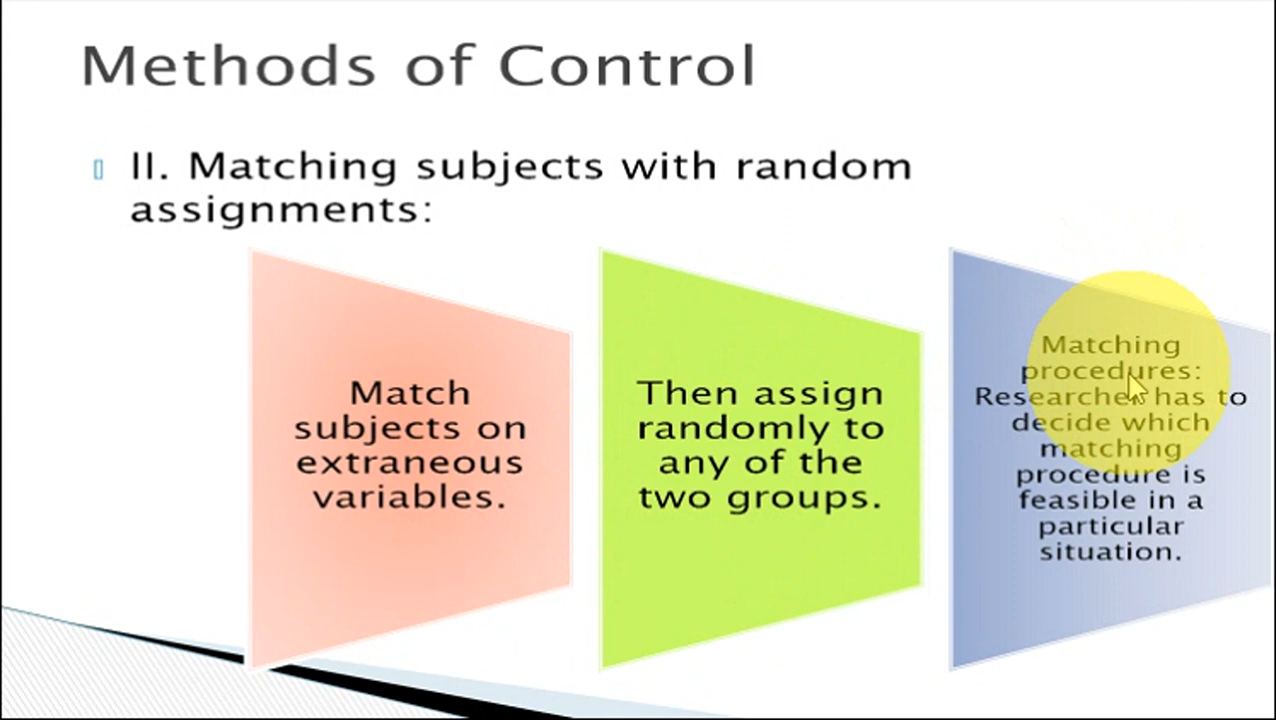 Methods of Control
II. Matching subjects with random
assignments:
Match
subjects on
extraneous
variables.
Then assign
randomly to
any of the
two groups.
Matching
procedures:
Researcher has to
decide which
matching
procedure is
feasible in a
particular
situation.